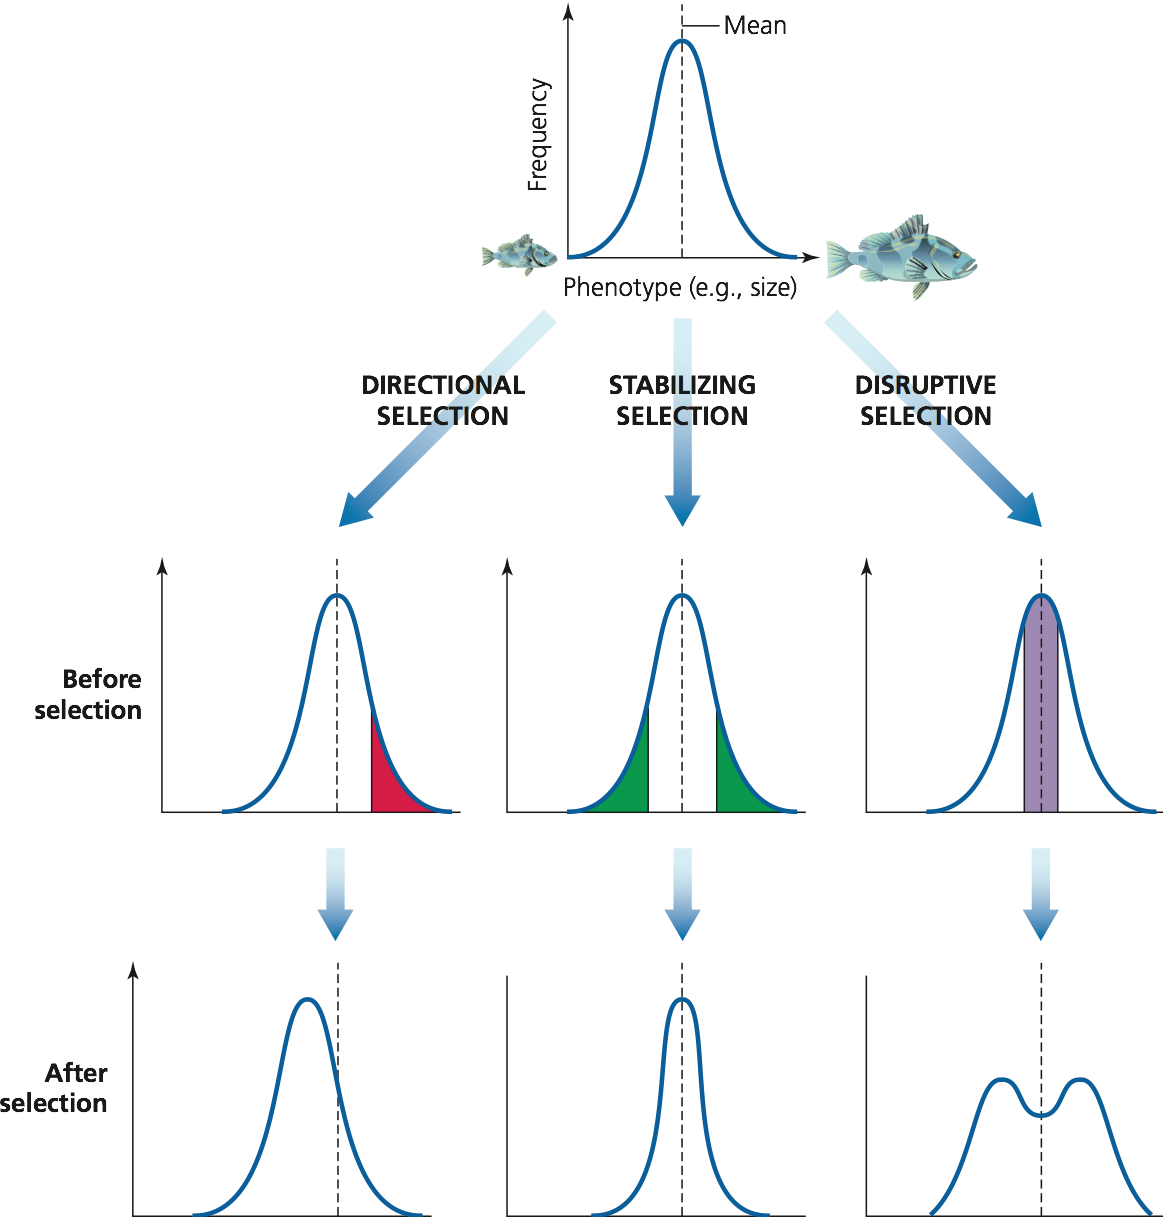 Mean
Frequency
Phenotype (e.g., size)
DIRECTIONAL
SELECTION
STABILIZING
SELECTION
DISRUPTIVE
SELECTION
Before
selection
After
selection